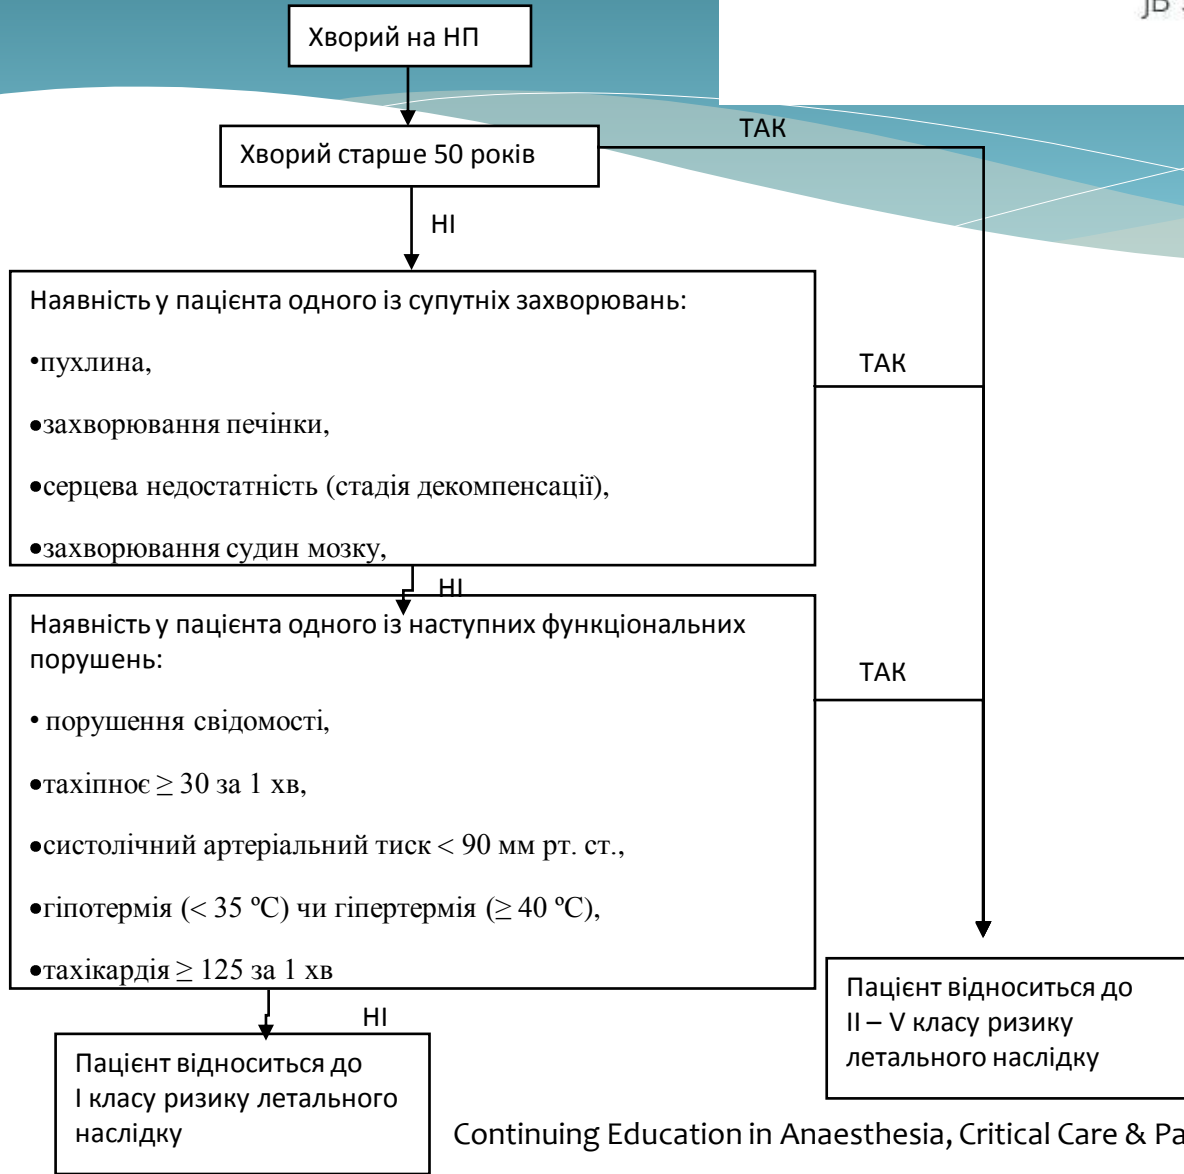 Хворий на НП
Хворий старше 50 років
ТАК
НІ
Наявність у пацієнта одного із супутніх захворювань:
•пухлина,
•захворювання печінки,
•серцева недостатність (стадія декомпенсації),
•захворювання судин мозку,
ТАК
НІ
Наявність у пацієнта одного із наступних функціональних
порушень:
• порушення свідомості,
•тахіпноє ≥ 30 за 1 хв,
•систолічний артеріальний тиск < 90 мм рт. ст.,
•гіпотермія (< 35 ºС) чи гіпертермія (≥ 40 ºС),
•тахікардія ≥ 125 за 1 хв
ТАК
НІ
Пацієнт відноситься до
І класу ризику летального
наслідку
Пацієнт відноситься до
ІІ – V класу ризику
летального наслідку
Continuing Education in Anaesthesia, Critical Care & Pa